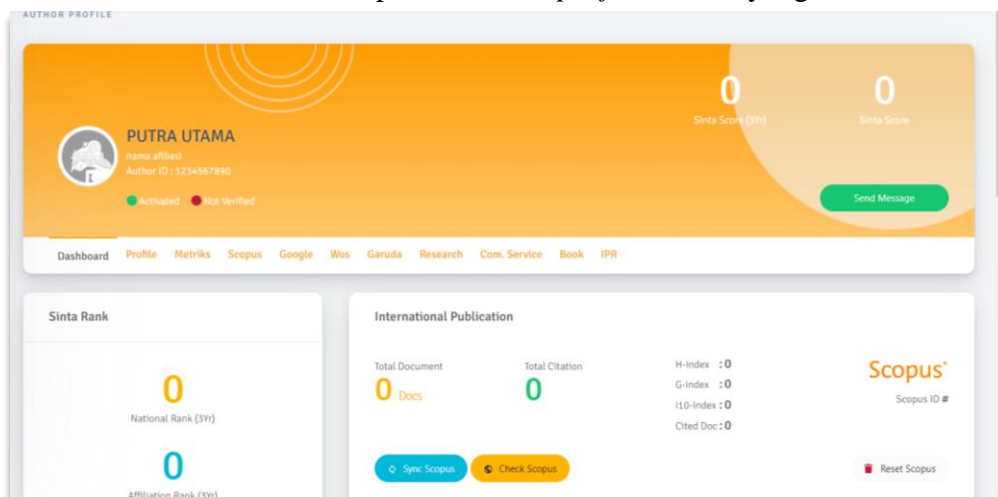 AUTHOR PROFILE
0 0
Sinta Score (3Yr) Sinta Score
PUTRA UTAMA
nama afiliasi
Author ID : 1234567890
Activated Not Verified
Send Message
Dashboard Profile Metriks Scopus Google Wos Garuda Research Com. Service Book IPR
Sinta Rank
0
National Rank (3Yr)
0
Affiliation Rank (3Yr)
International Publication
Total Document Total Citation
0 Docs 0
H-Index : 0
G-Index : 0
i10-Index : 0
Cited Doc : 0
Scopus
Scopus ID #
Sync Scopus Check Scopus Reset Scopus